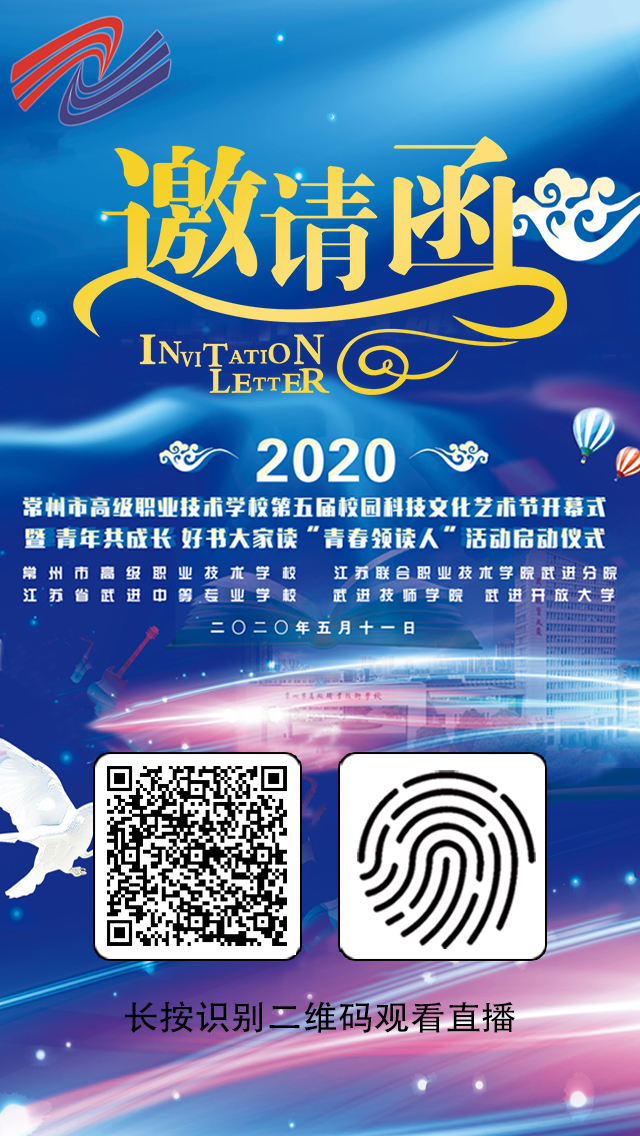 邀请函
INVITATION
LETTER
2020
常州市高级职业技术学校第五届校园科技文化艺术节开幕式
暨 青年共成长 好书大家读“青春领读人”活动启动仪式
常州市高级职业技术学校 江苏联合职业技术学院武进分院
江苏省武进中等专业学校 武进技师学院 武进开放大学
二〇二〇年五月十一日
长按识别二维码观看直播